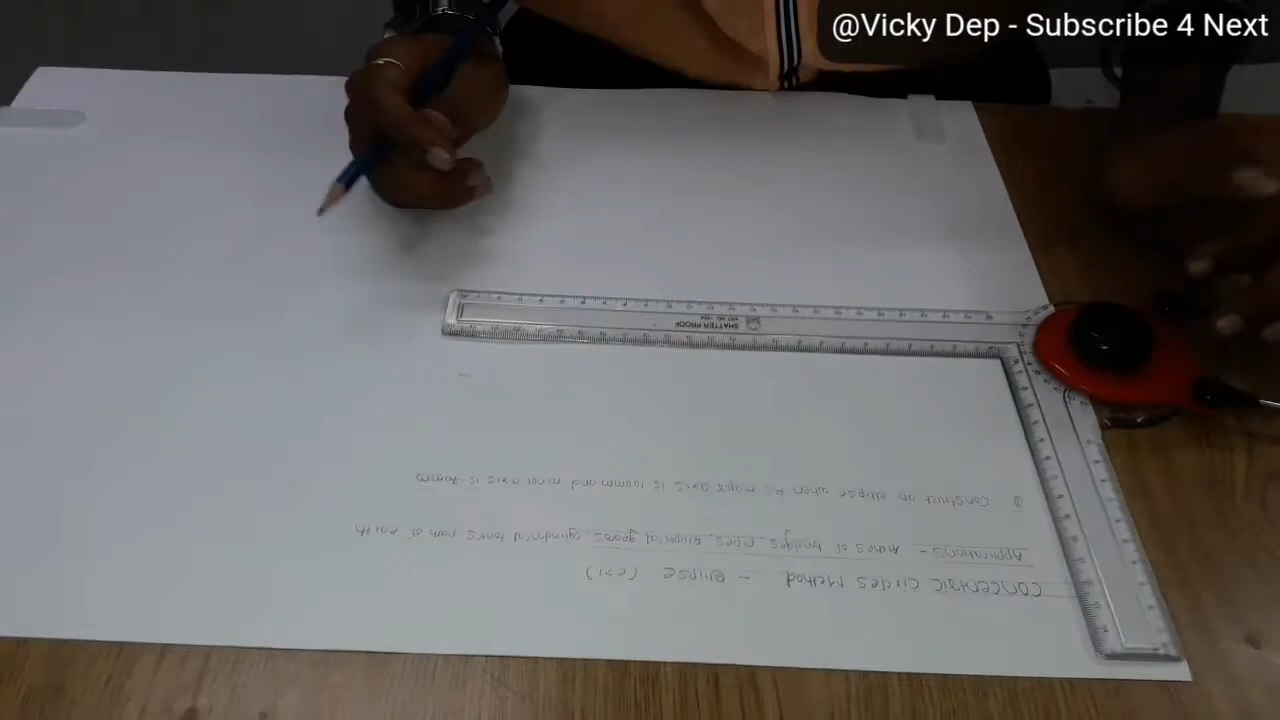 @Vicky Dep - Subscribe 4 Next
CONCENTRIC Circles Method - Ellipse (e>1)
Applications - Arches of bridges, pipes, elliptical gears, cylindrical tanks path of earth
Construct an ellipse when its major axis is 100mm and minor axis is 70mm
SHATTER PROOF